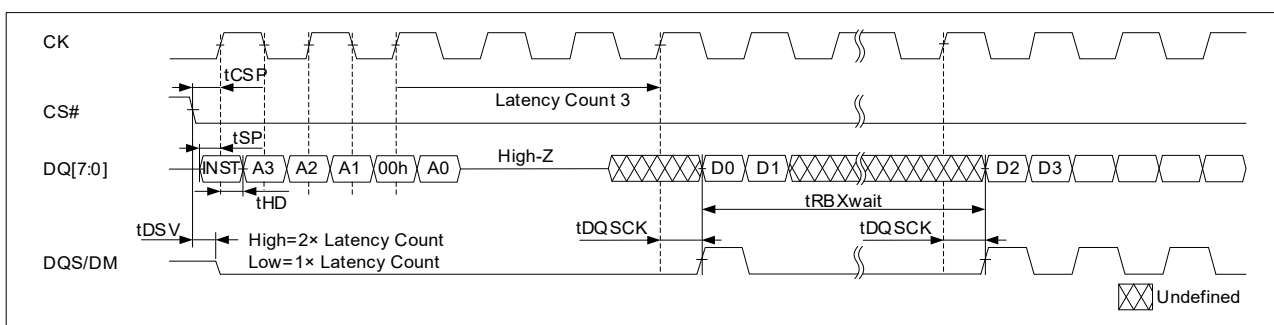 CK
tCSP
Latency Count 3
CS#
tSP
DQ[7:0]
INST A3 A2 A1 00h A0 High-Z D0 D1 D2 D3
tHD
tRBXwait
tDSV
High=2× Latency Count
Low=1× Latency Count
tDQSCK
tDQSCK
DQS/DM
Undefined